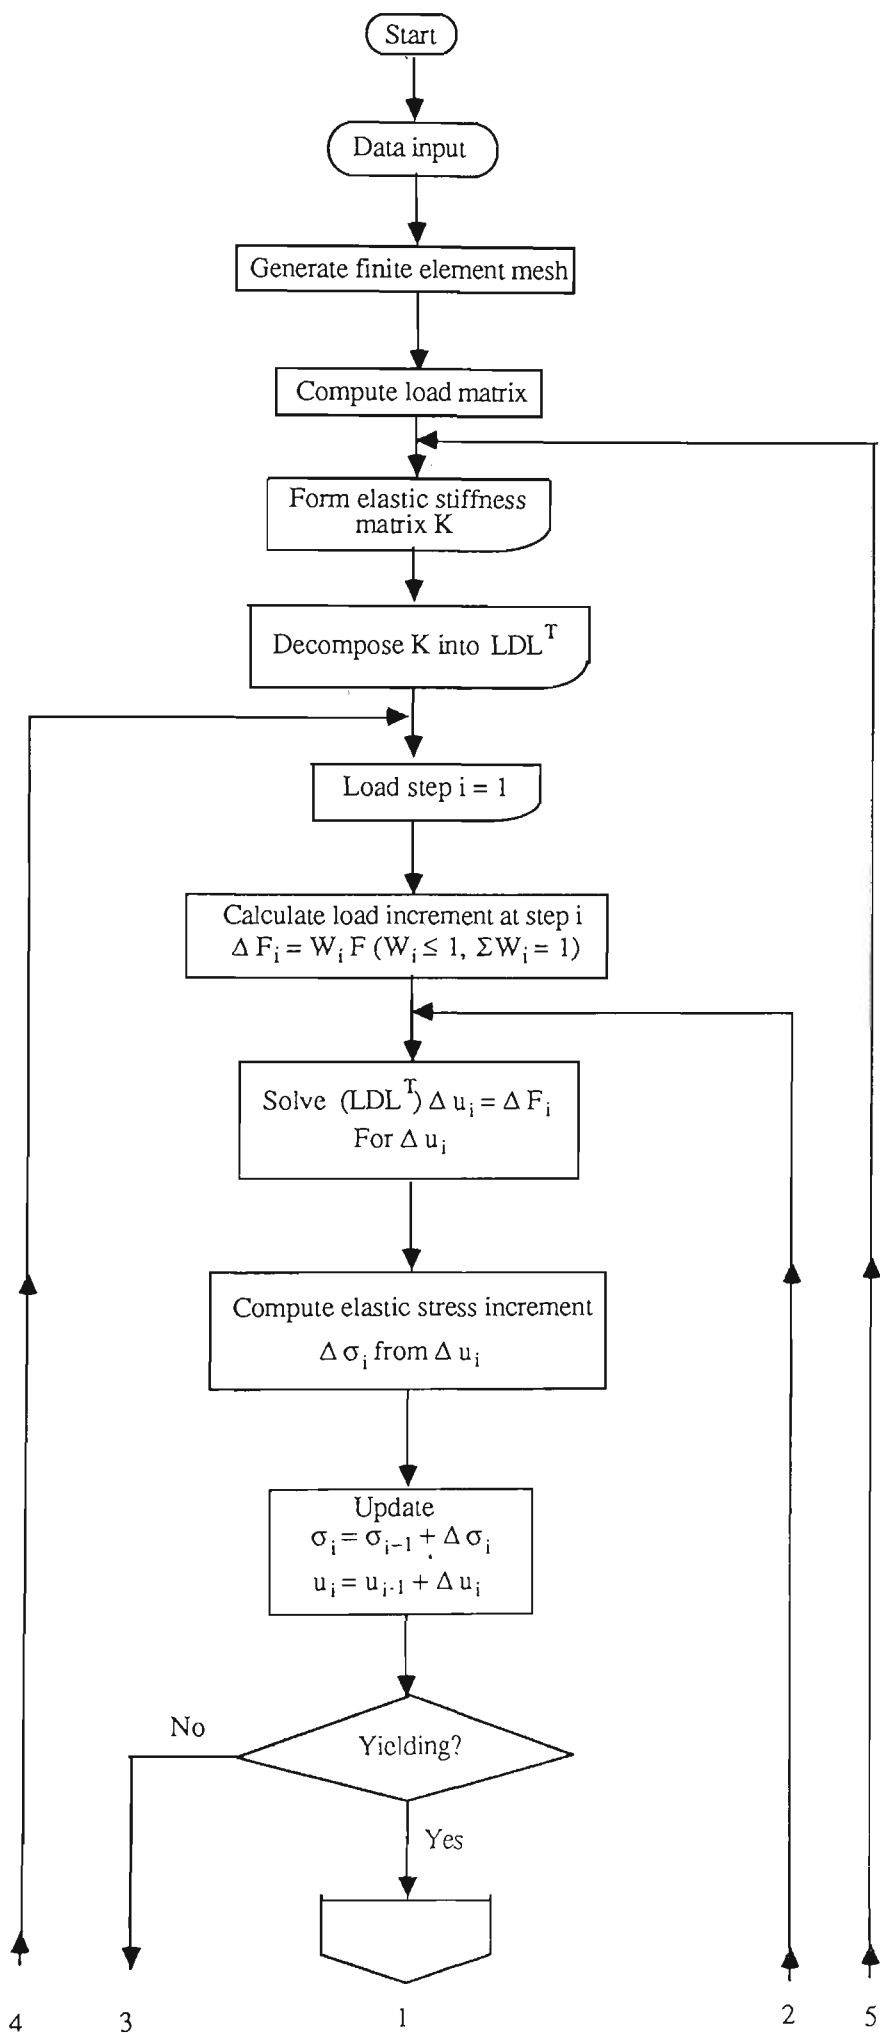 Start
Data input
Generate finite element mesh
Compute load matrix
Form elastic stiffness
matrix K
Decompose K into LDL^T
Load step i = 1
Calculate load increment at step i
Δ F_i = W_i F (W_i ≤ 1, ΣW_i = 1)
Solve (LDL^T) Δ u_i = Δ F_i
For Δ u_i
Compute elastic stress increment
Δ σ_i from Δ u_i
Update
σ_i = σ_{i-1} + Δ σ_i
u_i = u_{i-1} + Δ u_i
No
Yielding?
Yes
4
3
1
2
5